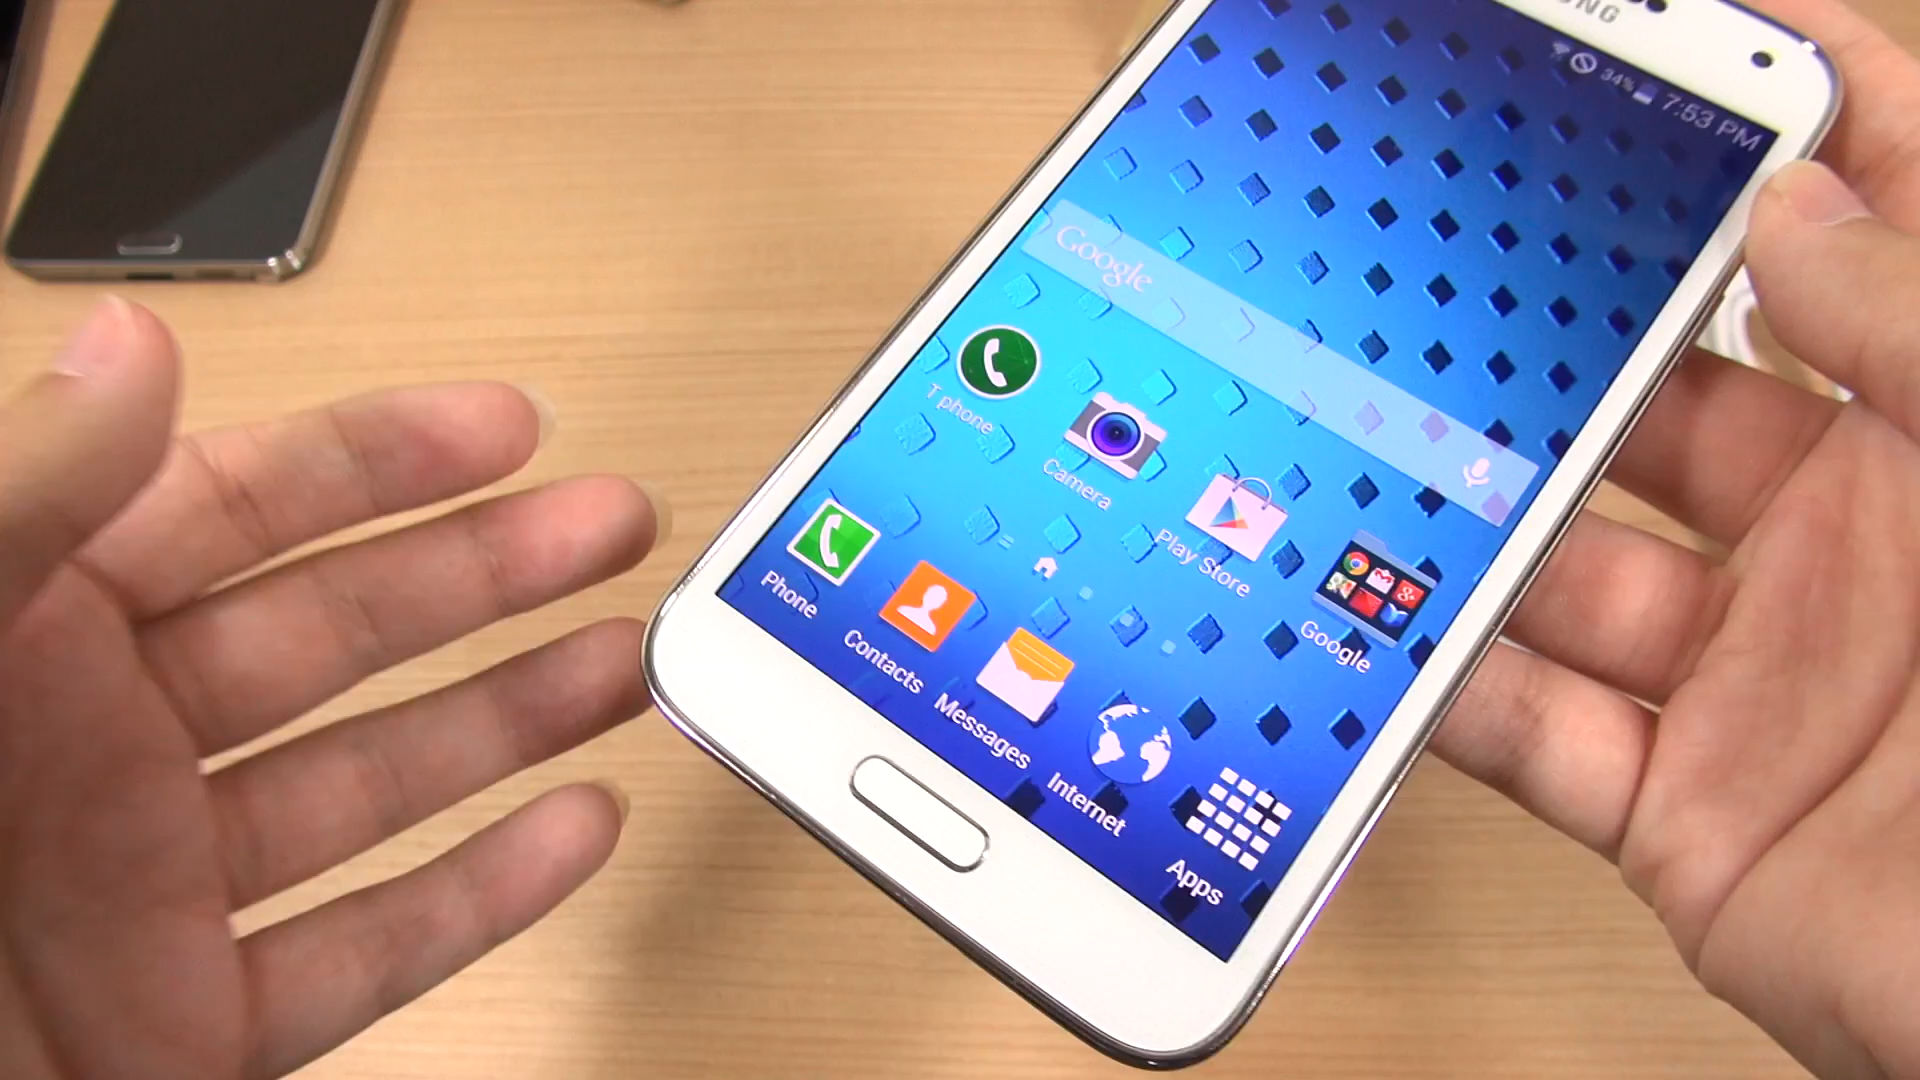 34% 7:53 PM
Google
T phone
Camera
Play Store
Google
Phone
Contacts
Messages
Internet
Apps